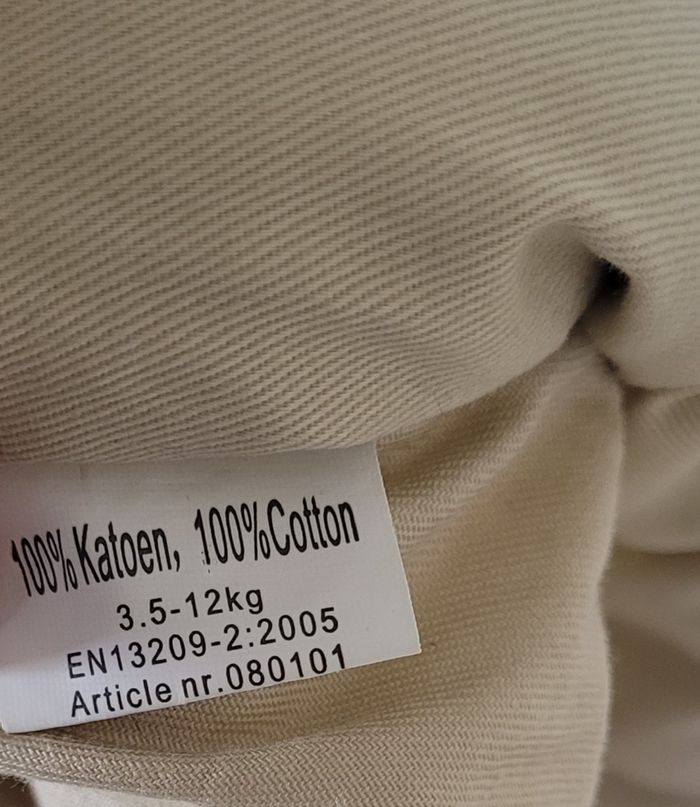 100%Katoen, 100%Cotton
3.5-12kg
EN13209-2:2005
Article nr.080101